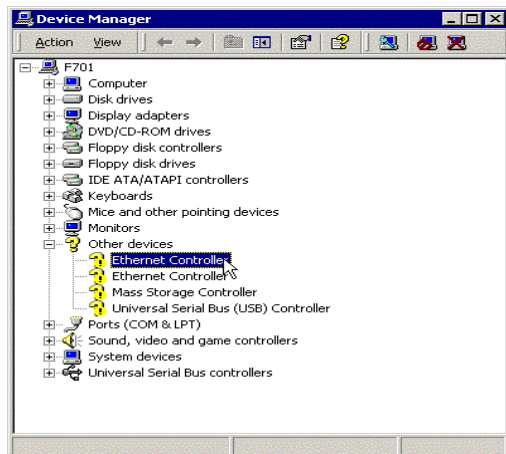 Device Manager
Action View
F701
Computer
Disk drives
Display adapters
DVD/CD-ROM drives
Floppy disk controllers
Floppy disk drives
IDE ATA/ATAPI controllers
Keyboards
Mice and other pointing devices
Monitors
Other devices
Ethernet Controller
Ethernet Controller
Mass Storage Controller
Universal Serial Bus (USB) Controller
Ports (COM & LPT)
Sound, video and game controllers
System devices
Universal Serial Bus controllers